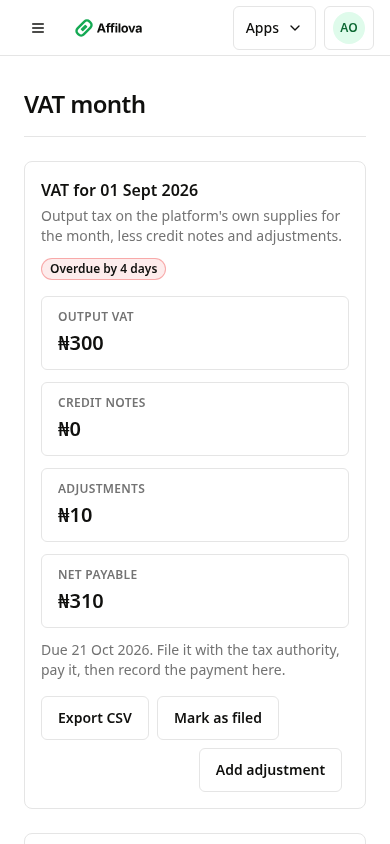 Affilova
Apps
AO
VAT month
VAT for 01 Sept 2026
Output tax on the platform's own supplies for
the month, less credit notes and adjustments.
Overdue by 4 days
OUTPUT VAT
₦300
CREDIT NOTES
₦0
ADJUSTMENTS
₦10
NET PAYABLE
₦310
Due 21 Oct 2026. File it with the tax authority,
pay it, then record the payment here.
Export CSV
Mark as filed
Add adjustment